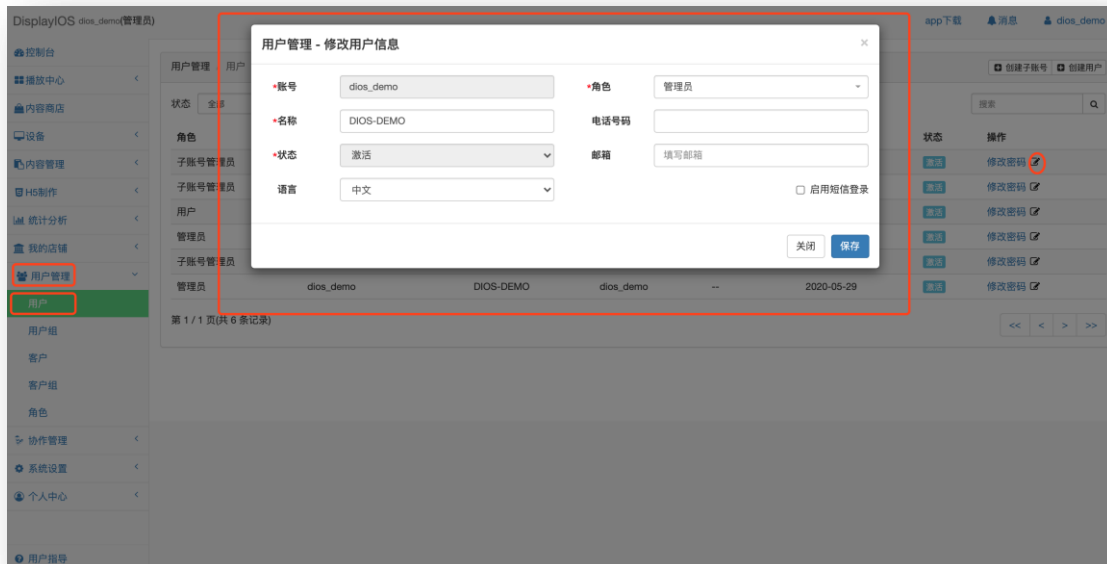 DisplayIOS dios_demo(管理员)
app下载
消息
dios_demo
控制台
播放中心
内容商店
设备
内容管理
H5制作
统计分析
我的店铺
用户管理
用户
用户组
客户
客户组
角色
协作管理
系统设置
个人中心
用户指导
用户管理 / 用户
创建子账号
创建用户
状态 全部
搜索
用户管理 - 修改用户信息
×
*账号 dios_demo *角色 管理员
*名称 DIOS-DEMO 电话号码
*状态 激活 邮箱 填写邮箱
语言 中文 启用短信登录
关闭 保存
角色 状态 操作
子账号管理员 激活 修改密码
子账号管理员 激活 修改密码
用户 激活 修改密码
管理员 激活 修改密码
子账号管理员 激活 修改密码
管理员 dios_demo DIOS-DEMO dios_demo -- 2020-05-29 激活 修改密码
第 1 / 1 页(共 6 条记录)
<< < > >>